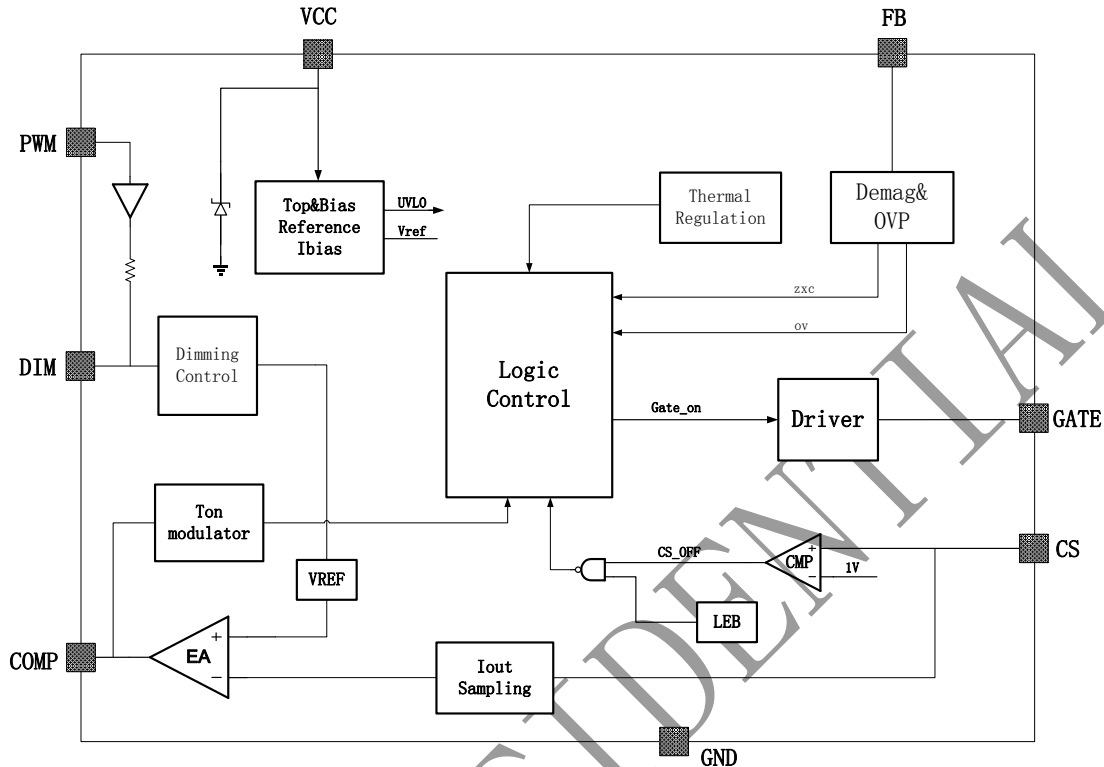 VCC
FB
PWM
Top&Bias
Reference
Ibias
UVLO
Vref
Thermal
Regulation
Demag&
OVP
zxc
ov
DIM
Dimming
Control
Logic
Control
Gate_on
Driver
GATE
Ton
modulator
VREF
CS_OFF
CMP
+
−
1V
CS
LEB
COMP
EA
+
−
Iout
Sampling
GND
IDENTIAL